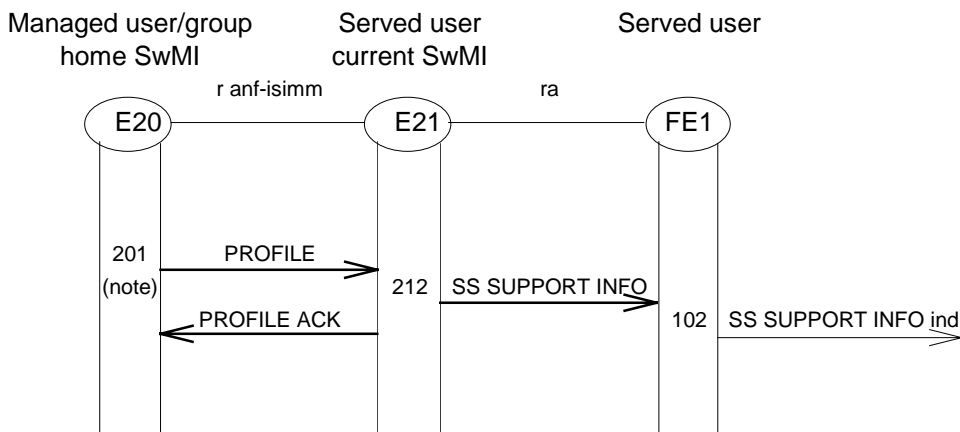 Managed user/group
home SwMI
Served user
current SwMI
Served user
r anf-isimm
ra
E20
E21
FE1
201
(note)
PROFILE
212
SS SUPPORT INFO
PROFILE ACK
102
SS SUPPORT INFO ind